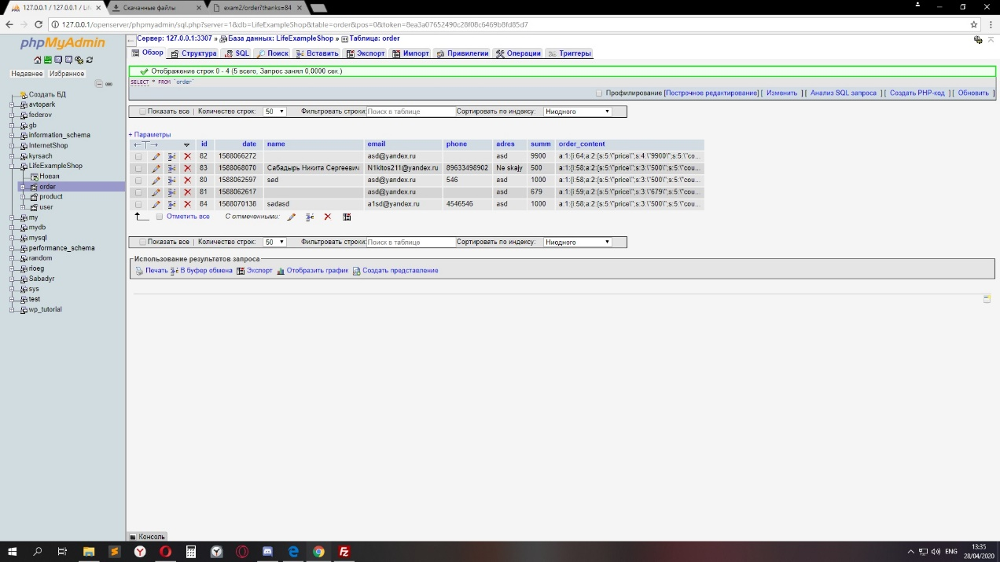 127.0.0.1 / 127.0.0.1 / Life
Скачанные файлы
exam2/order?thanks=84
127.0.0.1/openserver/phpmyadmin/sql.php?server=1&db=LifeExampleShop&table=order&pos=0&token=8ea3a07652490c28f08c6469b8fd85d7
phpMyAdmin
Недавнее Избранное
Создать БД
avtopark
federov
gb
information_schema
InternetShop
kyrsach
LifeExampleShop
Новая
order
product
user
my
mydb
mysql
performance_schema
random
rioeg
Sabadyr
sys
test
wp_tutorial
Сервер: 127.0.0.1:3307 » База данных: LifeExampleShop » Таблица: order
Обзор Структура SQL Поиск Вставить Экспорт Импорт Привилегии Операции Триггеры
Отображение строк 0 - 4 (5 всего, Запрос занял 0,0000 сек.)
SELECT * FROM `order`
Профилирование [Построчное редактирование] [ Изменить ] [ Анализ SQL запроса ] [ Создать PHP-код ] [ Обновить ]
Показать все | Количество строк: 50 Фильтровать строки: Поиск в таблице Сортировать по индексу: Ниодного
+ Параметры
←T→ id date name email phone adres summ order_content
82 1588066272 asd@yandex.ru asd 9900 a:1:{i:64;a:2:{s:5:\"price\";s:4:\"9900\";s:5:\"co...
83 1588068070 Сабадырь Никита Сергеевич N1kitos211@yandex.ru 89633498902 Ne skajy 500 a:1:{i:58;a:2:{s:5:\"price\";s:3:\"500\";s:5:\"cou...
80 1588062597 sad asd@yandex.ru 546 asd 1000 a:1:{i:58;a:2:{s:5:\"price\";s:3:\"500\";s:5:\"cou...
81 1588062617 asd@yandex.ru asd 679 a:1:{i:59;a:2:{s:5:\"price\";s:3:\"679\";s:5:\"cou...
84 1588070138 sadasd a1sd@yandex.ru 4546546 asd 1000 a:1:{i:58;a:2:{s:5:\"price\";s:3:\"500\";s:5:\"cou...
Отметить все С отмеченными:
Показать все | Количество строк: 50 Фильтровать строки: Поиск в таблице Сортировать по индексу: Ниодного
Использование результатов запроса
Печать В буфер обмена Экспорт Отобразить график Создать представление
Консоль
ENG
13:35
28/04/2020